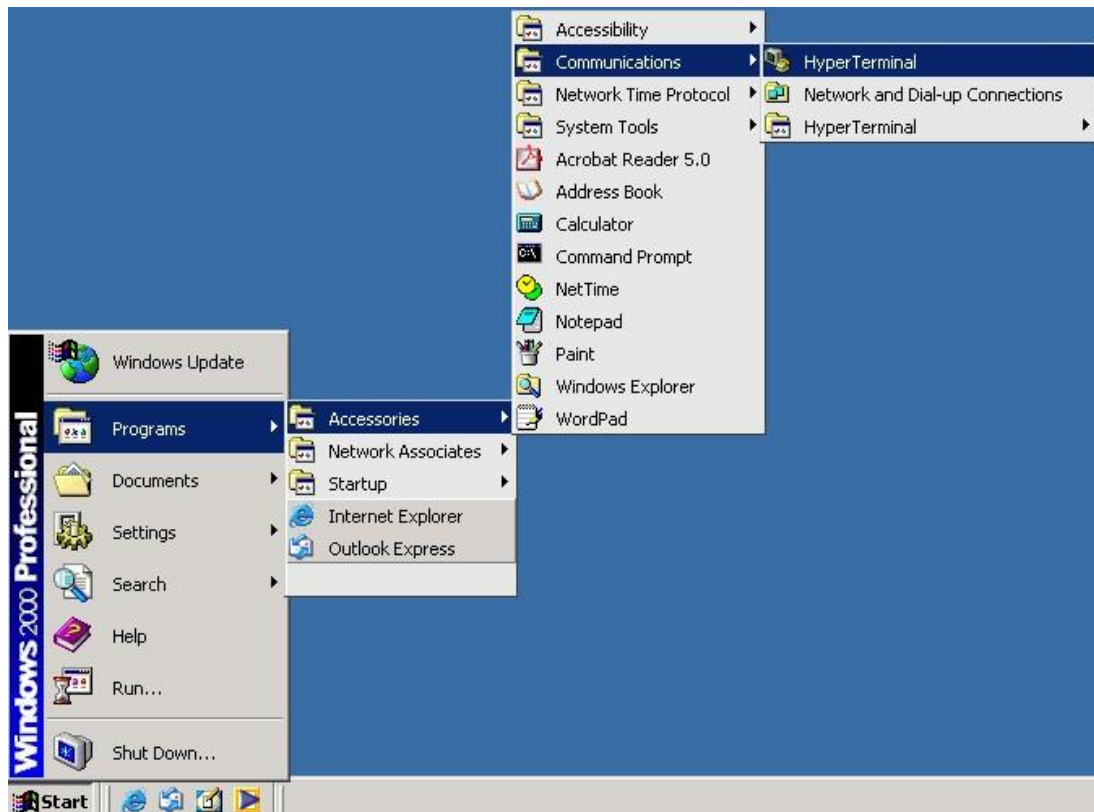 Accessibility
Communications
Network Time Protocol
System Tools
Acrobat Reader 5.0
Address Book
Calculator
Command Prompt
NetTime
Notepad
Paint
Windows Explorer
WordPad
HyperTerminal
Network and Dial-up Connections
HyperTerminal
Windows Update
Programs
Documents
Settings
Search
Help
Run...
Shut Down...
Accessories
Network Associates
Startup
Internet Explorer
Outlook Express
Windows 2000 Professional
Start